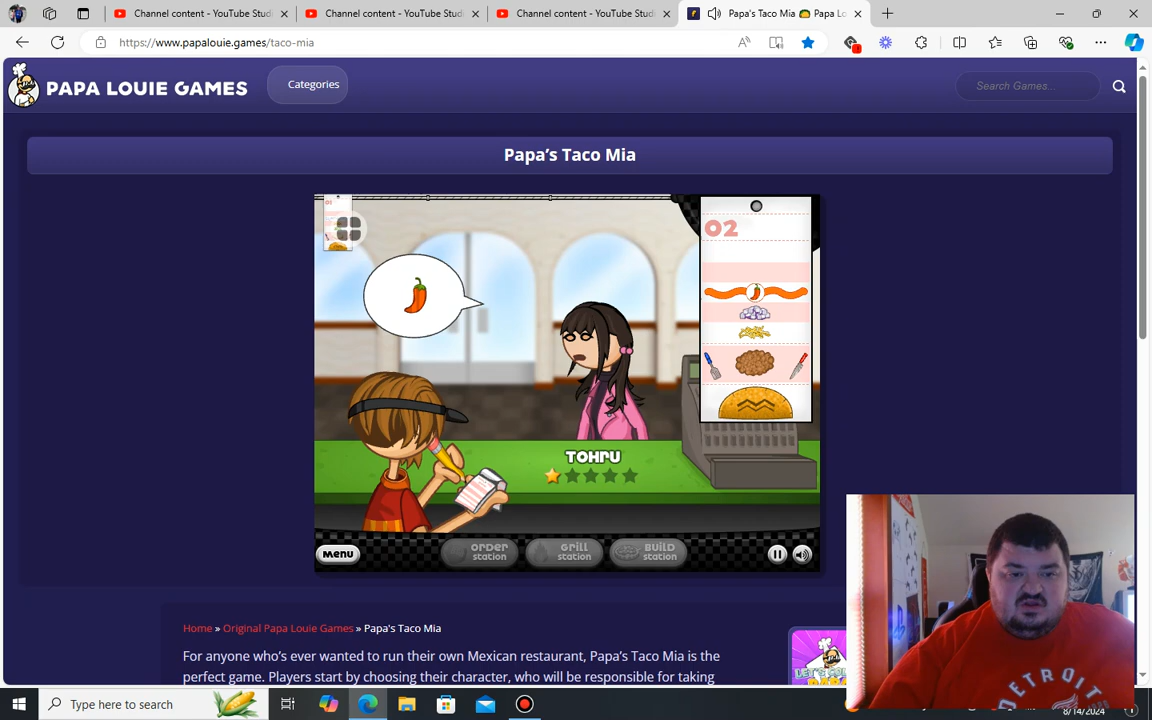 Channel content - YouTube Stud
Channel content - YouTube Stud
Channel content - YouTube Stud
Papa's Taco Mia Papa Lo
https://www.papalouie.games/taco-mia
PAPA LOUIE GAMES
Categories
Search Games...
Papa's Taco Mia
01
02
TOHRU
MENU
ORDER STATION
GRILL STATION
BUILD STATION
Home » Original Papa Louie Games » Papa's Taco Mia
For anyone who's ever wanted to run their own Mexican restaurant, Papa's Taco Mia is the
perfect game. Players start by choosing their character, who will be responsible for taking
DETROIT
Type here to search
8/14/2024